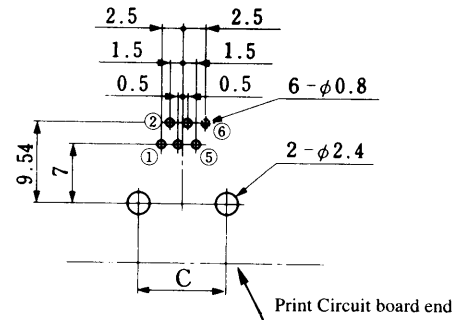 2.5 2.5
1.5 1.5
0.5 0.5
6-φ0.8
② ⑥
① ⑤
2-φ2.4
9.54
7
C
Print Circuit board end